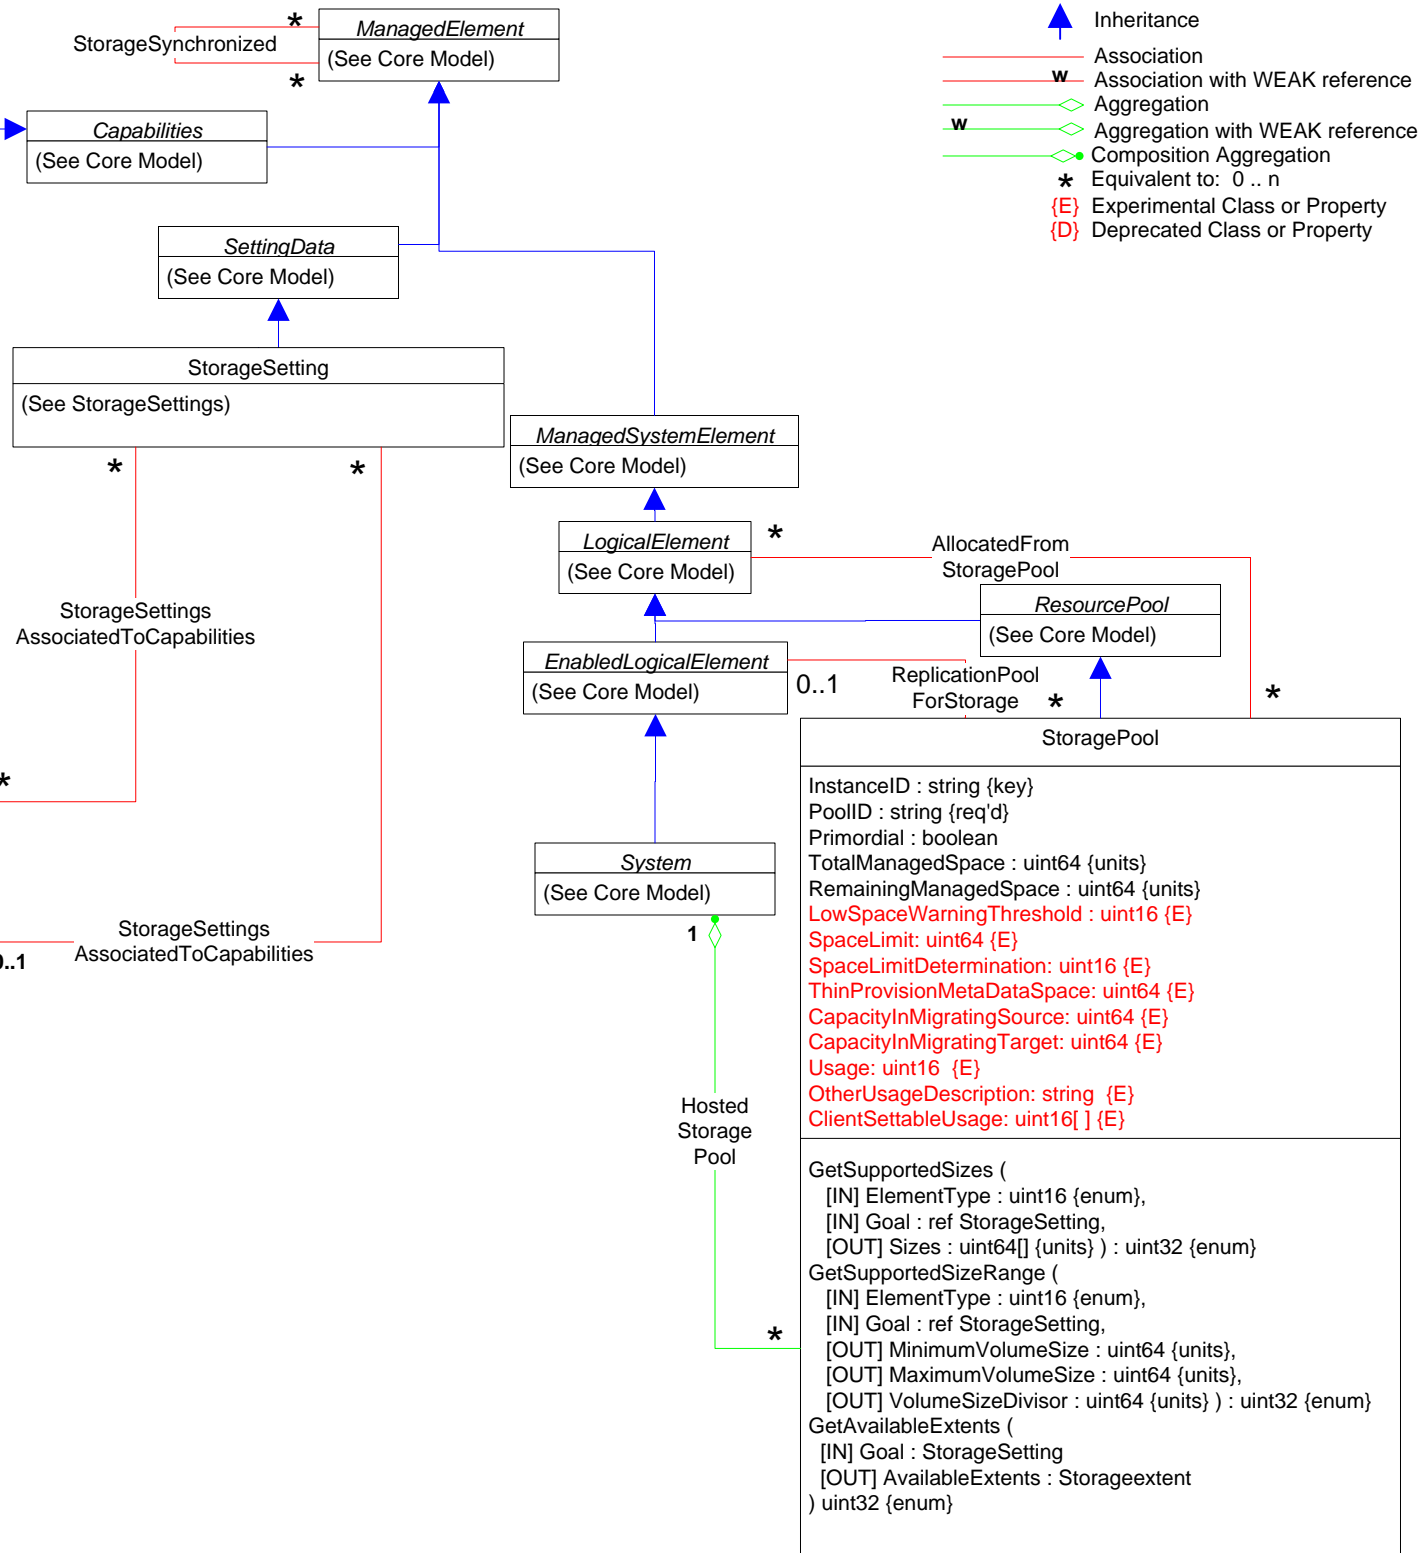 StorageSynchronized
*
*
ManagedElement
(See Core Model)
Inheritance
Association
w
Association with WEAK reference
Aggregation
w
Aggregation with WEAK reference
Composition Aggregation
* Equivalent to: 0 .. n
{E} Experimental Class or Property
{D} Deprecated Class or Property
Capabilities
(See Core Model)
SettingData
(See Core Model)
StorageSetting
(See StorageSettings)
*
*
ManagedSystemElement
(See Core Model)
LogicalElement
(See Core Model)
*
AllocatedFrom
StoragePool
*
ResourcePool
(See Core Model)
StorageSettings
AssociatedToCapabilities
*
EnabledLogicalElement
(See Core Model)
0..1
ReplicationPool
ForStorage
*
StorageSettings
AssociatedToCapabilities
0..1
System
(See Core Model)
1
Hosted
Storage
Pool
*
StoragePool
InstanceID : string {key}
PoolID : string {req'd}
Primordial : boolean
TotalManagedSpace : uint64 {units}
RemainingManagedSpace : uint64 {units}
LowSpaceWarningThreshold : uint16 {E}
SpaceLimit: uint64 {E}
SpaceLimitDetermination: uint16 {E}
ThinProvisionMetaDataSpace: uint64 {E}
CapacityInMigratingSource: uint64 {E}
CapacityInMigratingTarget: uint64 {E}
Usage: uint16 {E}
OtherUsageDescription: string {E}
ClientSettableUsage: uint16[ ] {E}
GetSupportedSizes (
[IN] ElementType : uint16 {enum},
[IN] Goal : ref StorageSetting,
[OUT] Sizes : uint64[] {units} ) : uint32 {enum}
GetSupportedSizeRange (
[IN] ElementType : uint16 {enum},
[IN] Goal : ref StorageSetting,
[OUT] MinimumVolumeSize : uint64 {units},
[OUT] MaximumVolumeSize : uint64 {units},
[OUT] VolumeSizeDivisor : uint64 {units} ) : uint32 {enum}
GetAvailableExtents (
[IN] Goal : StorageSetting
[OUT] AvailableExtents : Storageextent
) uint32 {enum}